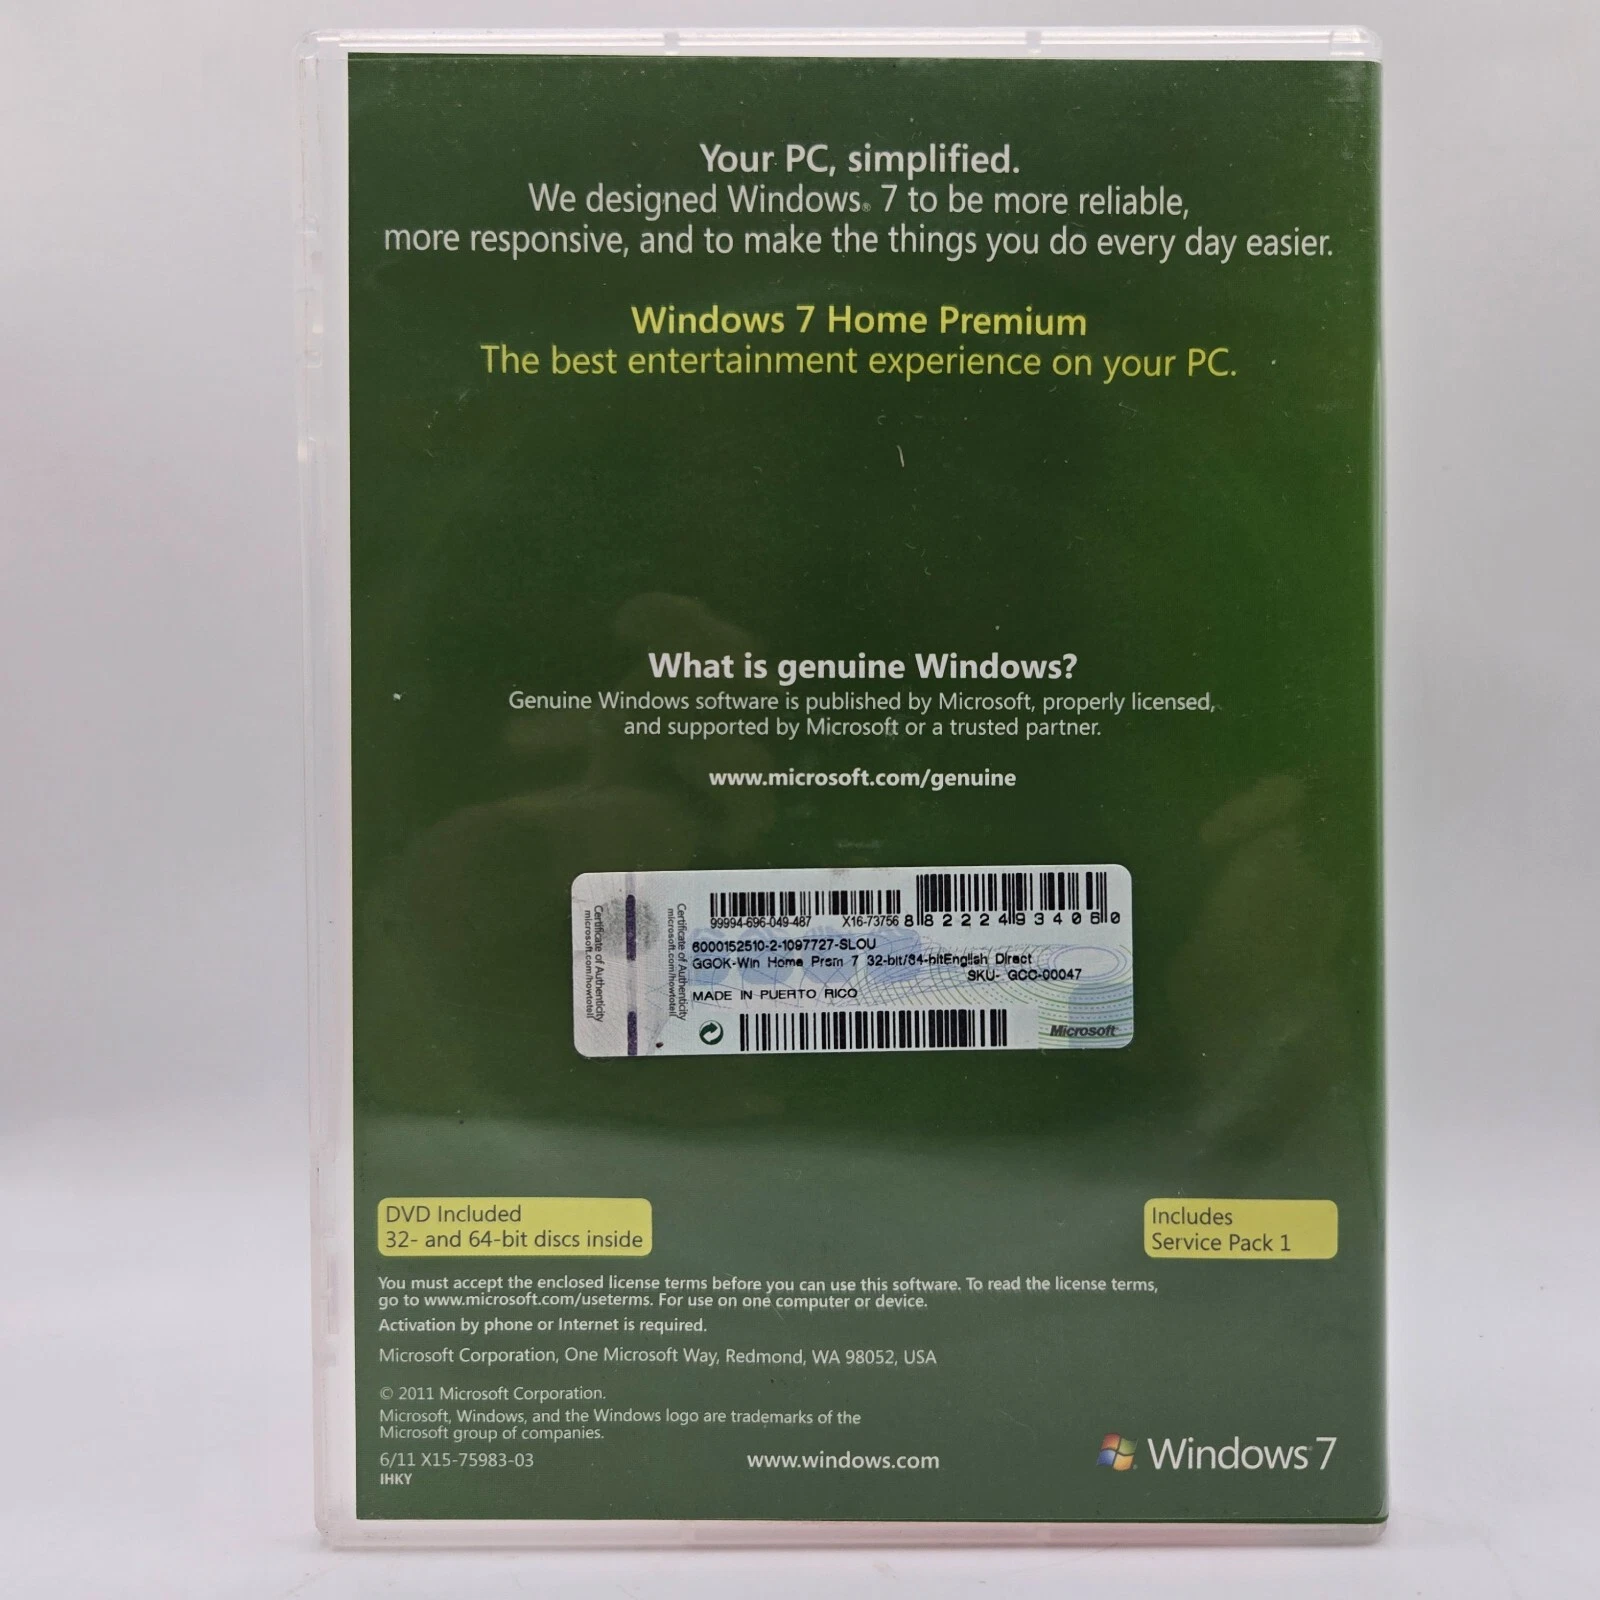 Your PC, simplified.
We designed Windows® 7 to be more reliable,
more responsive, and to make the things you do every day easier.
Windows 7 Home Premium
The best entertainment experience on your PC.
What is genuine Windows?
Genuine Windows software is published by Microsoft, properly licensed,
and supported by Microsoft or a trusted partner.
www.microsoft.com/genuine
Certificate of Authenticity
microsoft.com/howtotell
Certificate of Authenticity
microsoft.com/howtotell
99994-696-049-487 X16-73756
8 82224 93406 0
6000152510-2-1097727-SLOU
GGOK-Win Home Prem 7 32-bit/64-bitEnglish Direct
SKU- GCC-00047
MADE IN PUERTO RICO
Microsoft
DVD Included
32- and 64-bit discs inside
Includes
Service Pack 1
You must accept the enclosed license terms before you can use this software. To read the license terms,
go to www.microsoft.com/useterms. For use on one computer or device.
Activation by phone or Internet is required.
Microsoft Corporation, One Microsoft Way, Redmond, WA 98052, USA
© 2011 Microsoft Corporation.
Microsoft, Windows, and the Windows logo are trademarks of the
Microsoft group of companies.
6/11 X15-75983-03
IHKY
www.windows.com
Windows 7